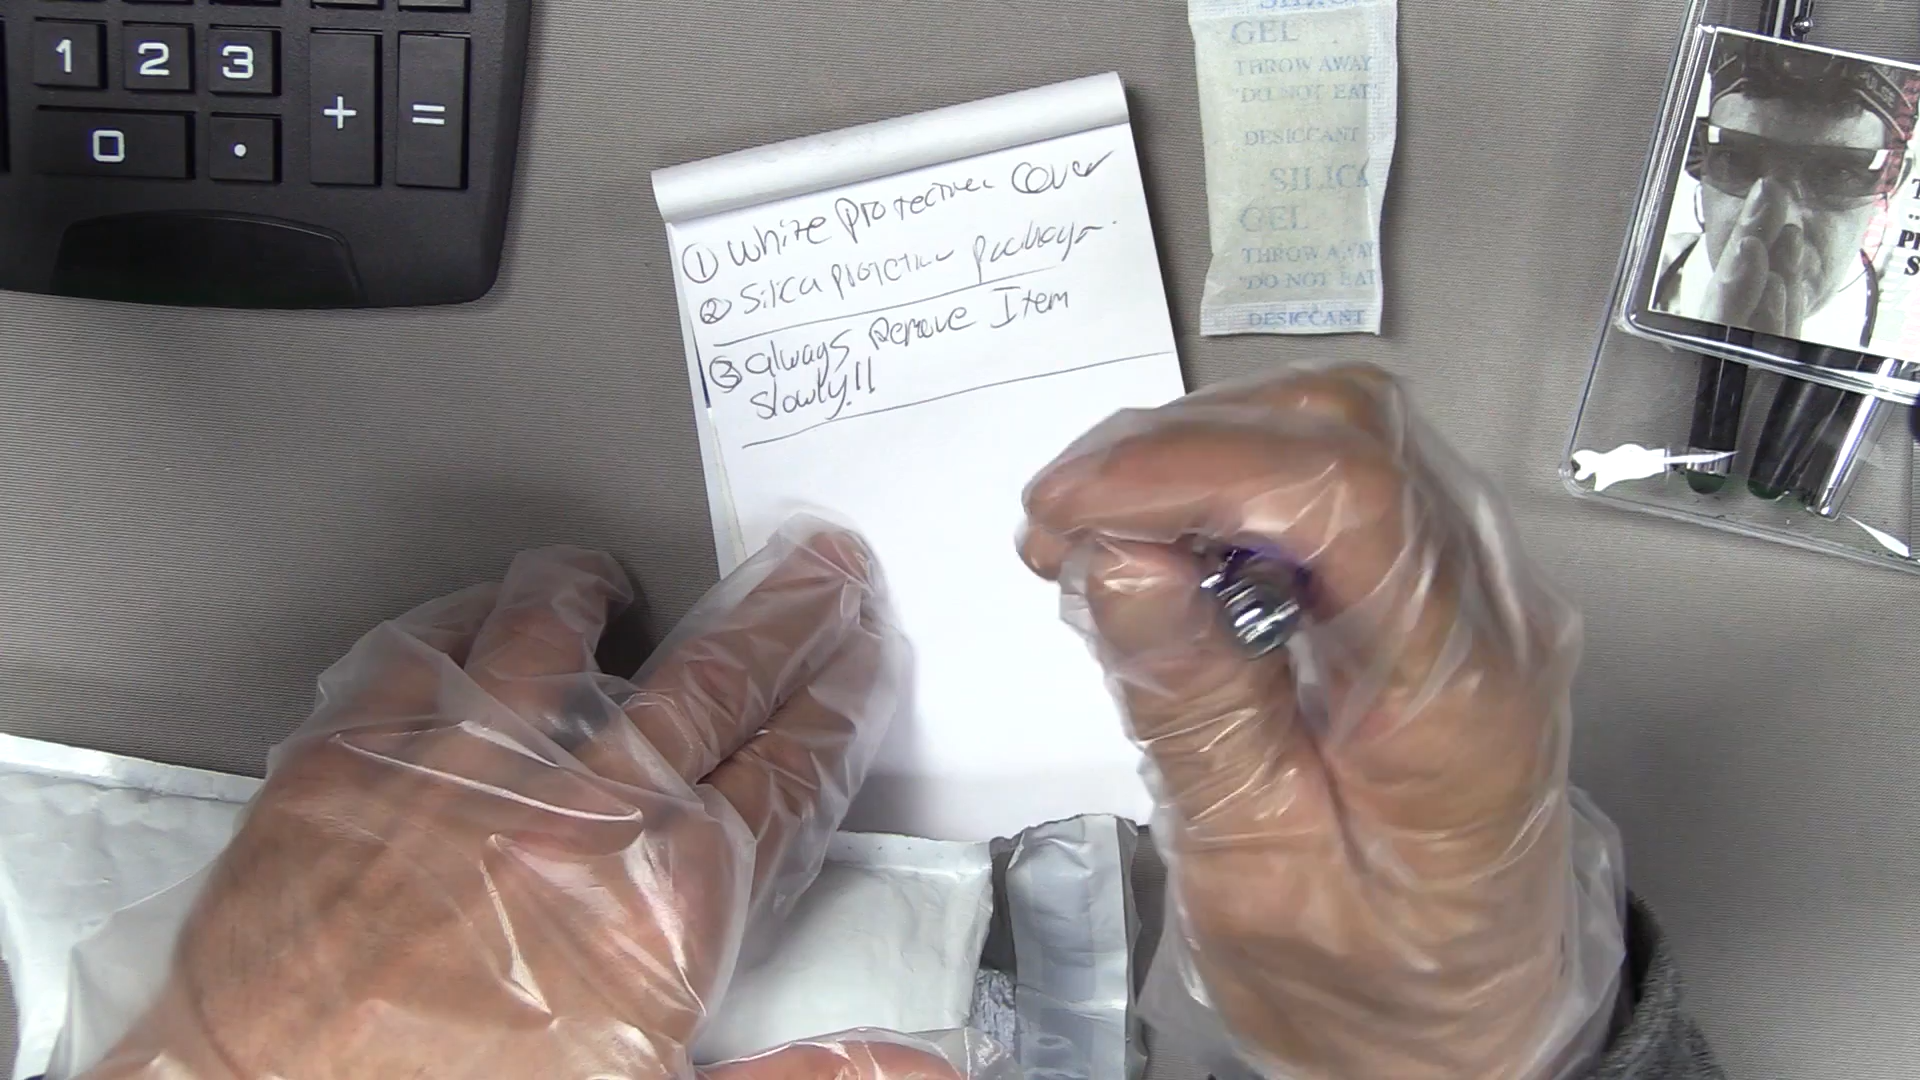 1 2 3
0 . + =
① White protective Cover
② Silica protective package.
③ always Remove Item
Slowly!!
GEL
THROW AWAY
"DO NOT EAT"
DESICCANT
SILICA
GEL
THROW AWAY
"DO NOT EAT
DESICCANT